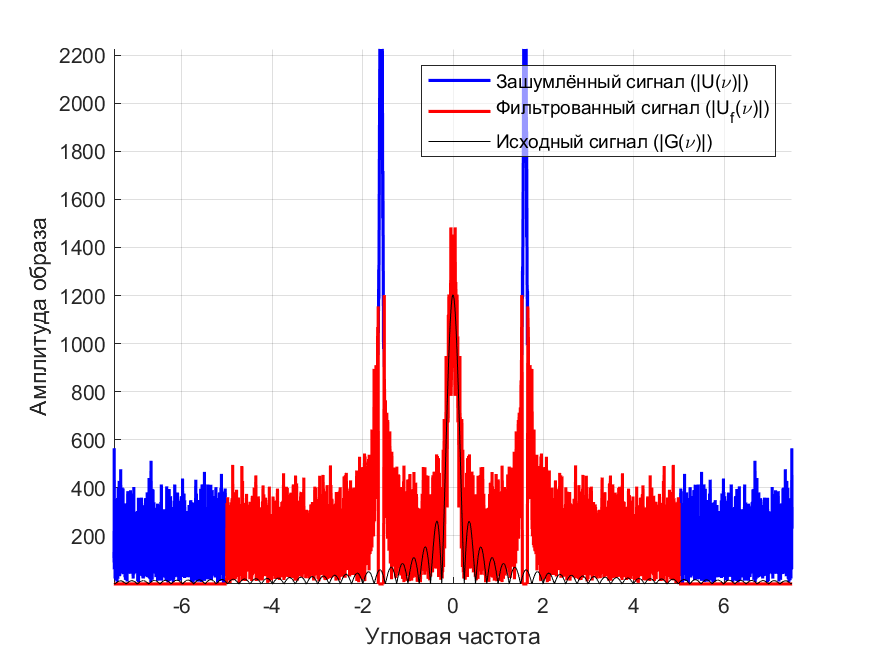 2200
2000
1800
1600
1400
1200
1000
800
600
400
200
Амплитуда образа
Зашумлённый сигнал (|U(ν)|)
Фильтрованный сигнал (|U_f(ν)|)
Исходный сигнал (|G(ν)|)
-6 -4 -2 0 2 4 6
Угловая частота